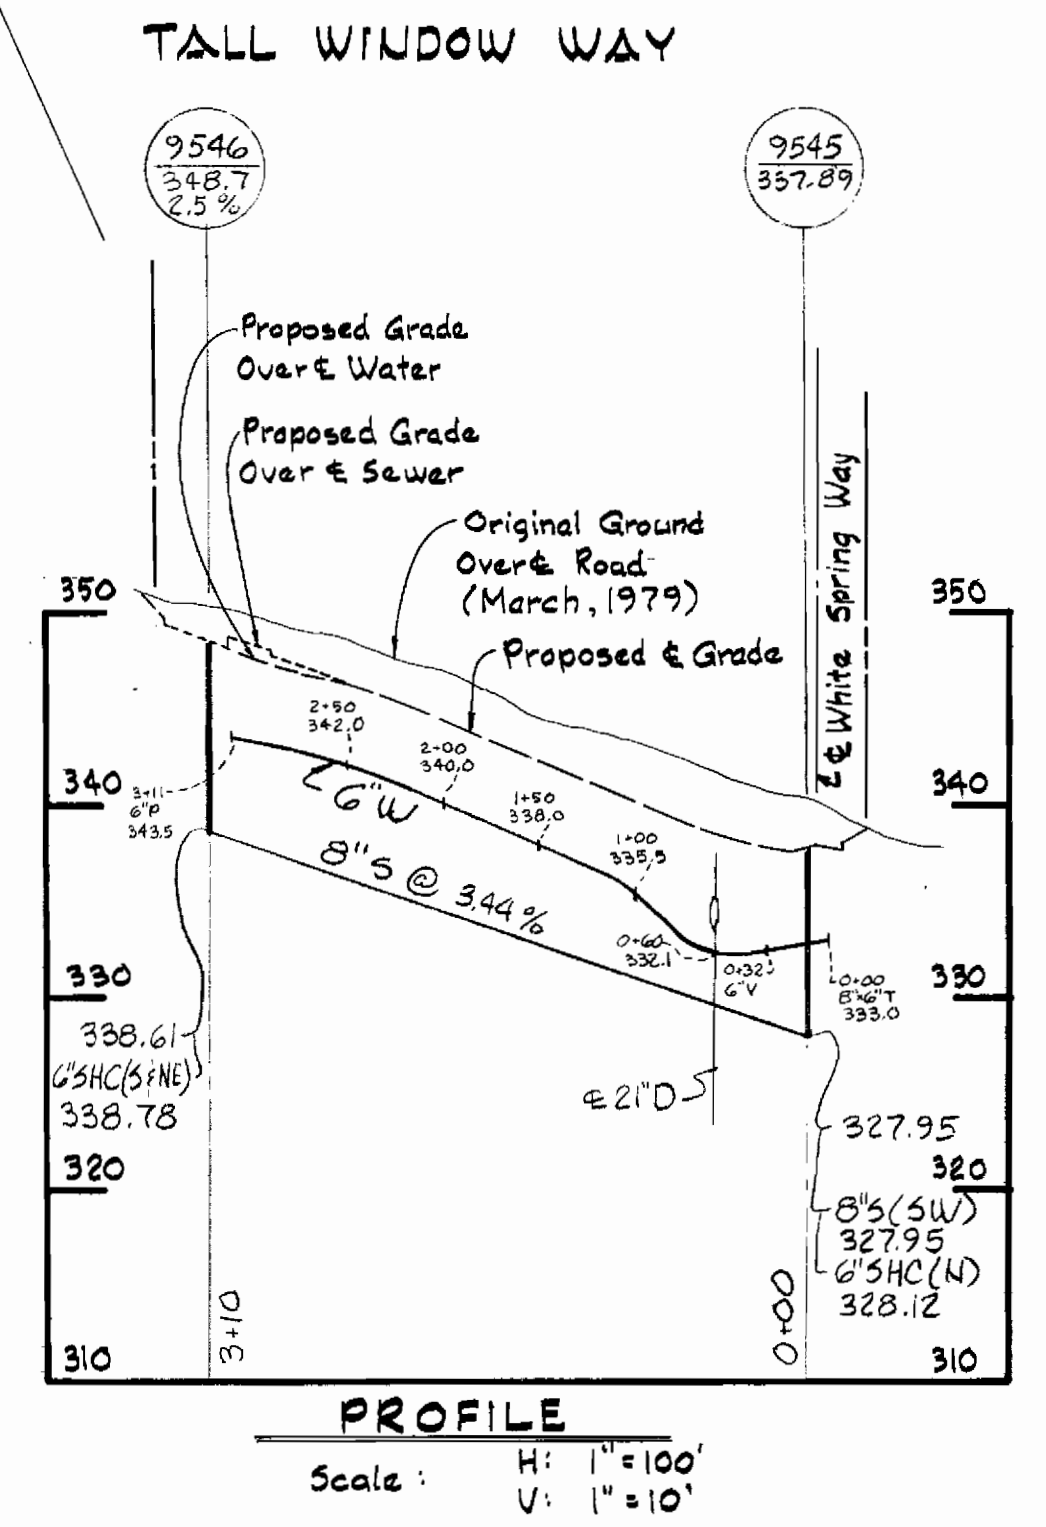 TALL WINDOW WAY
9546
348.7
2.5%
9545
337.89
Proposed Grade
Over ℄ Water
Proposed Grade
Over ℄ Sewer
Original Ground
Over ℄ Road
(March, 1979)
Proposed ℄ Grade
℄ White Spring Way
350
350
2+50
342.0
2+00
340.0
1+50
338.0
1+00
335.5
340
340
3+11
6"P
343.5
6"W
8"S @ 3.44%
0+60
332.1
0+32
6"V
0+00
8"x6"T
333.0
330
330
338.61
6"SHC(S&NE)
338.78
℄ 21"D
327.95
320
320
8"S(SW)
327.95
6"SHC(N)
328.12
3+10
0+00
310
310
PROFILE
Scale:
H: 1"=100'
V: 1"=10'